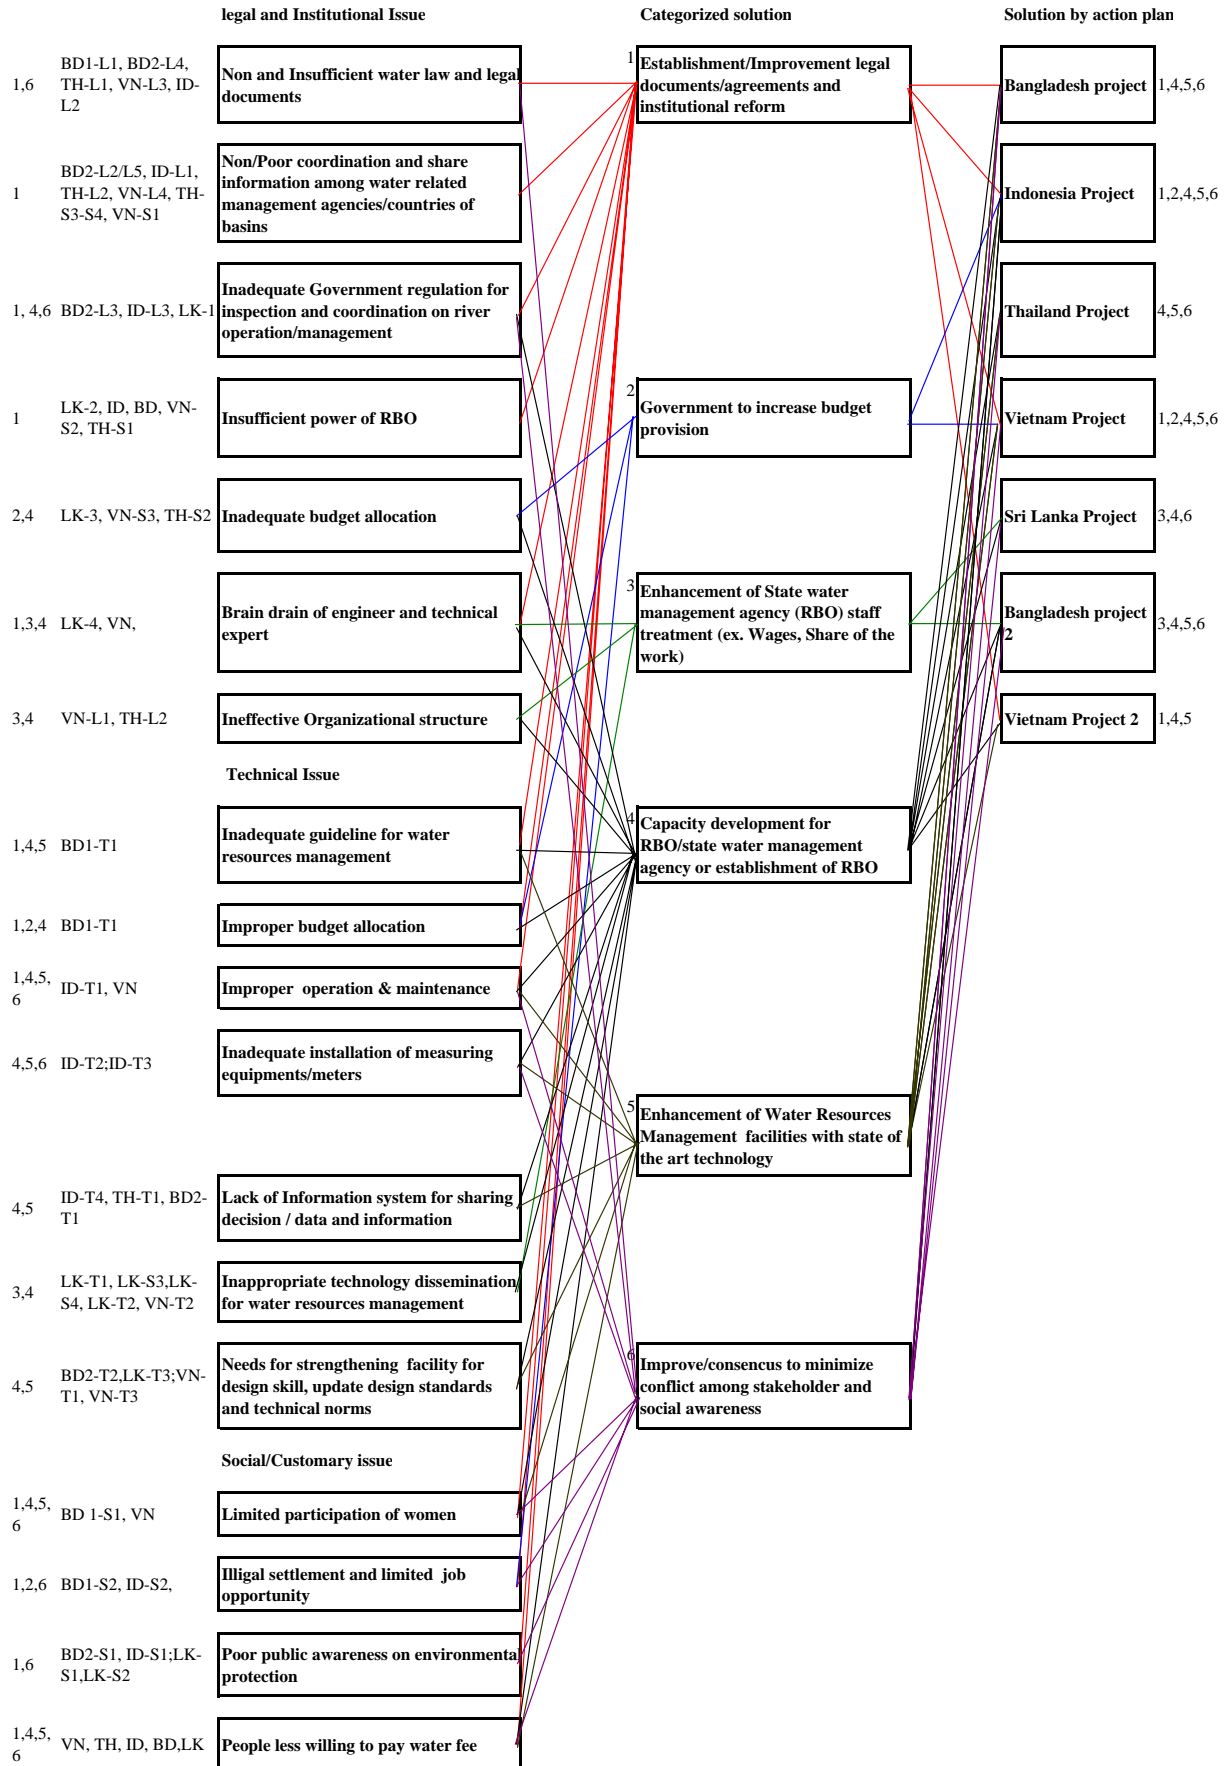 legal and Institutional Issue
Categorized solution
Solution by action plan
1,6
BD1-L1, BD2-L4,
TH-L1, VN-L3, ID-
L2
Non and Insufficient water law and legal
documents
1
Establishment/Improvement legal
documents/agreements and
institutional reform
Bangladesh project
1,4,5,6
1
BD2-L2/L5, ID-L1,
TH-L2, VN-L4, TH-
S3-S4, VN-S1
Non/Poor coordination and share
information among water related
management agencies/countries of
basins
Indonesia Project
1,2,4,5,6
1, 4,6
BD2-L3, ID-L3, LK-1
Inadequate Government regulation for
inspection and coordination on river
operation/management
Thailand Project
4,5,6
1
LK-2, ID, BD, VN-
S2, TH-S1
Insufficient power of RBO
2
Government to increase budget
provision
Vietnam Project
1,2,4,5,6
2,4
LK-3, VN-S3, TH-S2
Inadequate budget allocation
Sri Lanka Project
3,4,6
1,3,4
LK-4, VN,
Brain drain of engineer and technical
expert
3
Enhancement of State water
management agency (RBO) staff
treatment (ex. Wages, Share of the
work)
Bangladesh project
2
3,4,5,6
3,4
VN-L1, TH-L2
Ineffective Organizational structure
Vietnam Project 2
1,4,5
Technical Issue
1,4,5
BD1-T1
Inadequate guideline for water
resources management
4
Capacity development for
RBO/state water management
agency or establishment of RBO
1,2,4
BD1-T1
Improper budget allocation
1,4,5,
6
ID-T1, VN
Improper operation & maintenance
4,5,6
ID-T2;ID-T3
Inadequate installation of measuring
equipments/meters
5
Enhancement of Water Resources
Management facilities with state of
the art technology
4,5
ID-T4, TH-T1, BD2-
T1
Lack of Information system for sharing
decision / data and information
3,4
LK-T1, LK-S3,LK-
S4, LK-T2, VN-T2
Inappropriate technology dissemination
for water resources management
4,5
BD2-T2,LK-T3;VN-
T1, VN-T3
Needs for strengthening facility for
design skill, update design standards
and technical norms
6
Improve/consencus to minimize
conflict among stakeholder and
social awareness
Social/Customary issue
1,4,5,
6
BD 1-S1, VN
Limited participation of women
1,2,6
BD1-S2, ID-S2,
Illigal settlement and limited job
opportunity
1,6
BD2-S1, ID-S1;LK-
S1,LK-S2
Poor public awareness on environmental
protection
1,4,5,
6
VN, TH, ID, BD,LK
People less willing to pay water fee